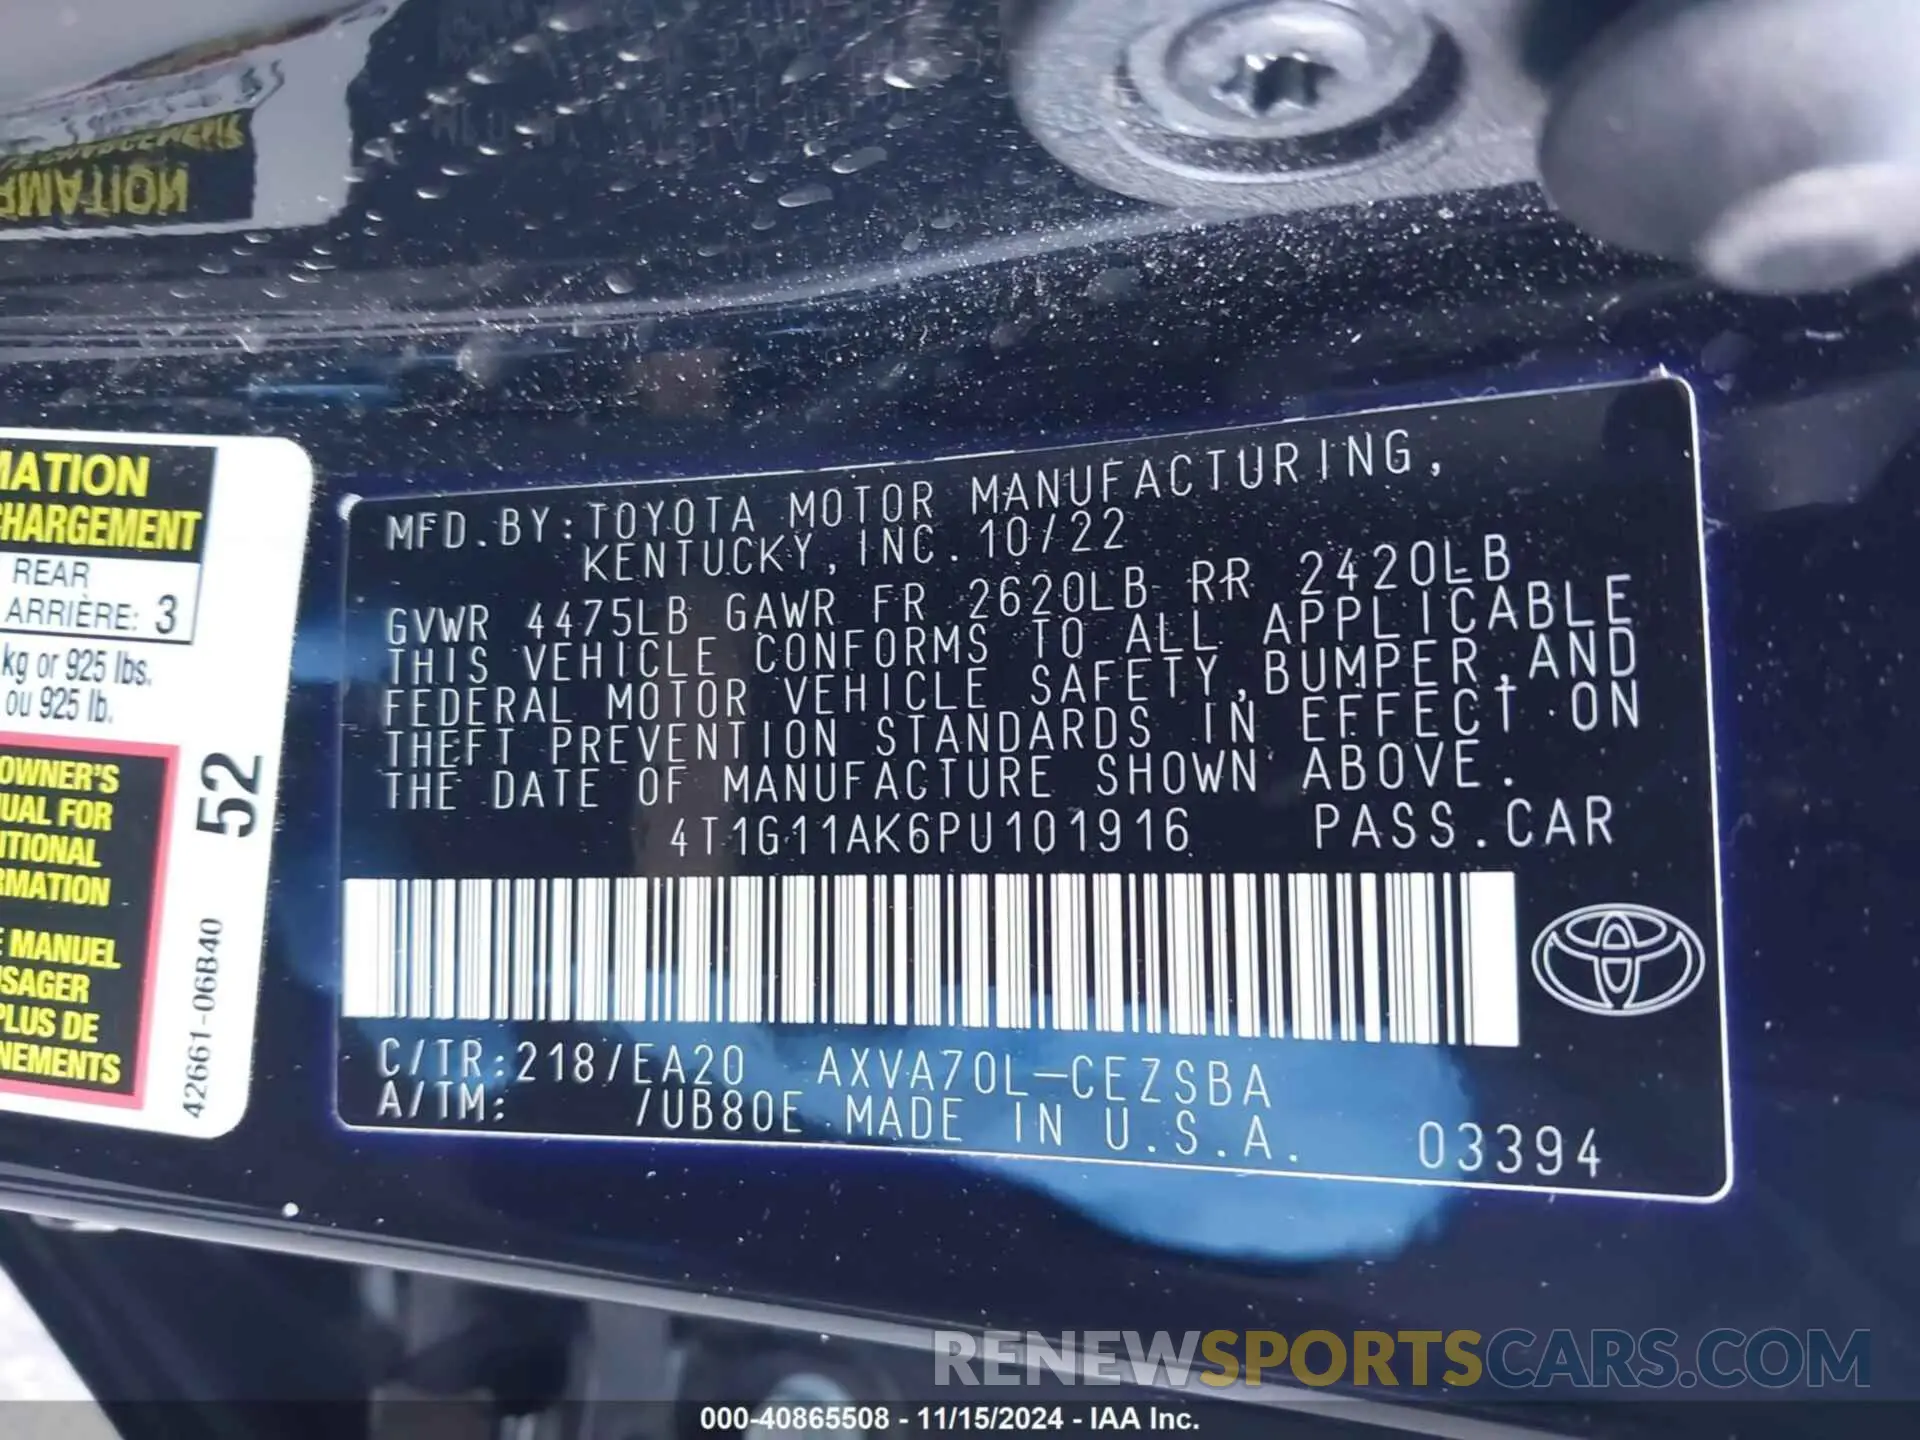 RMATION
MATION
CHARGEMENT
REAR
ARRIÈRE: 3
kg or 925 lbs.
ou 925 lb.
OWNER'S
UAL FOR
ITIONAL
RMATION
E MANUEL
USAGER
PLUS DE
NEMENTS
52
42661-06B40
MFD. BY: TOYOTA MOTOR MANUFACTURING,
KENTUCKY, INC. 10/22
GVWR 4475LB GAWR FR 2620LB RR 2420LB
THIS VEHICLE CONFORMS TO ALL APPLICABLE
FEDERAL MOTOR VEHICLE SAFETY, BUMPER, AND
THEFT PREVENTION STANDARDS IN EFFECT ON
THE DATE OF MANUFACTURE SHOWN ABOVE.
4T1G11AK6PU101916 PASS. CAR
C/TR: 218/EA20 AXVA70L-CEZSBA
A/TM: /UB80E MADE IN U.S.A. 03394
RENEWSPORTSCARS.COM
000-40865508 - 11/15/2024 - IAA Inc.